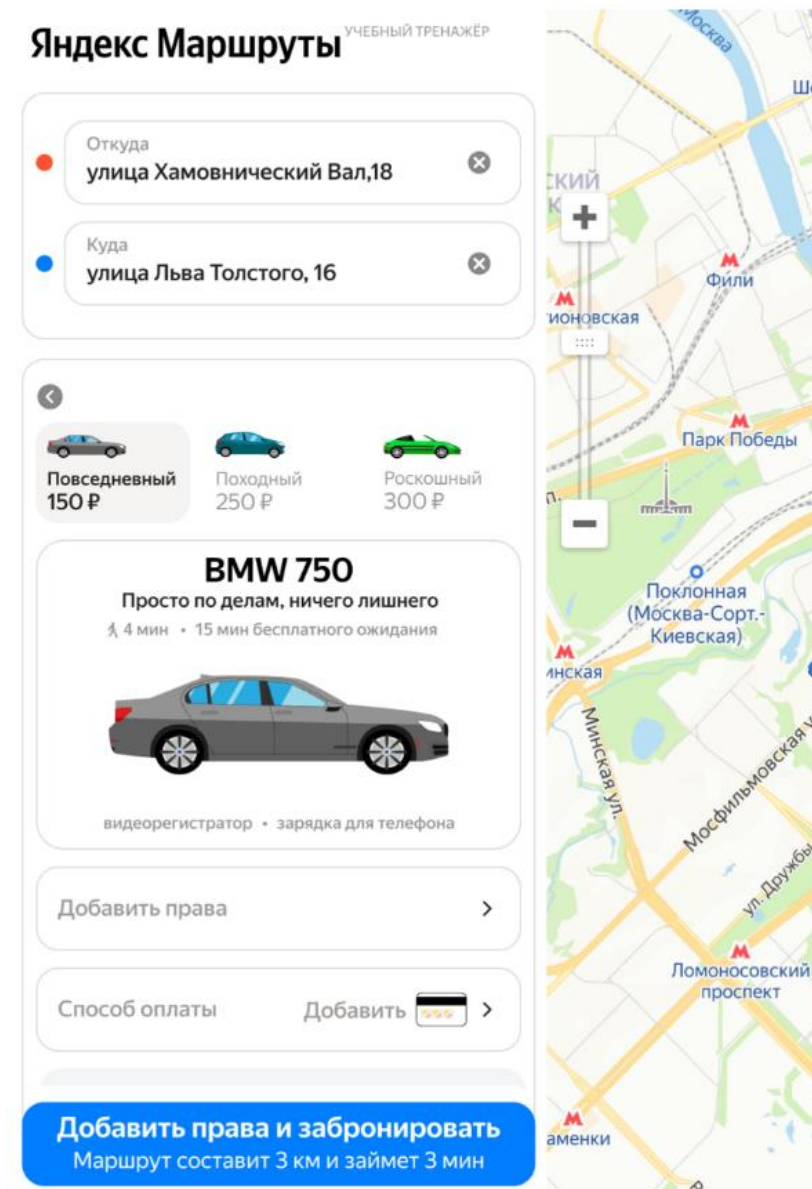 Яндекс Маршруты
УЧЕБНЫЙ ТРЕНАЖЁР
Откуда
улица Хамовнический Вал,18
Куда
улица Льва Толстого, 16
Повседневный
150 ₽
Походный
250 ₽
Роскошный
300 ₽
BMW 750
Просто по делам, ничего лишнего
4 мин • 15 мин бесплатного ожидания
видеорегистратор • зарядка для телефона
Добавить права
Способ оплаты
Добавить
Добавить права и забронировать
Маршрут составит 3 км и займет 3 мин
Москва
Фили
Парк Победы
Поклонная
(Москва-Сорт.-
Киевская)
Минская ул.
Мосфильмовская
ул. Дружбы
Ломоносовский
проспект